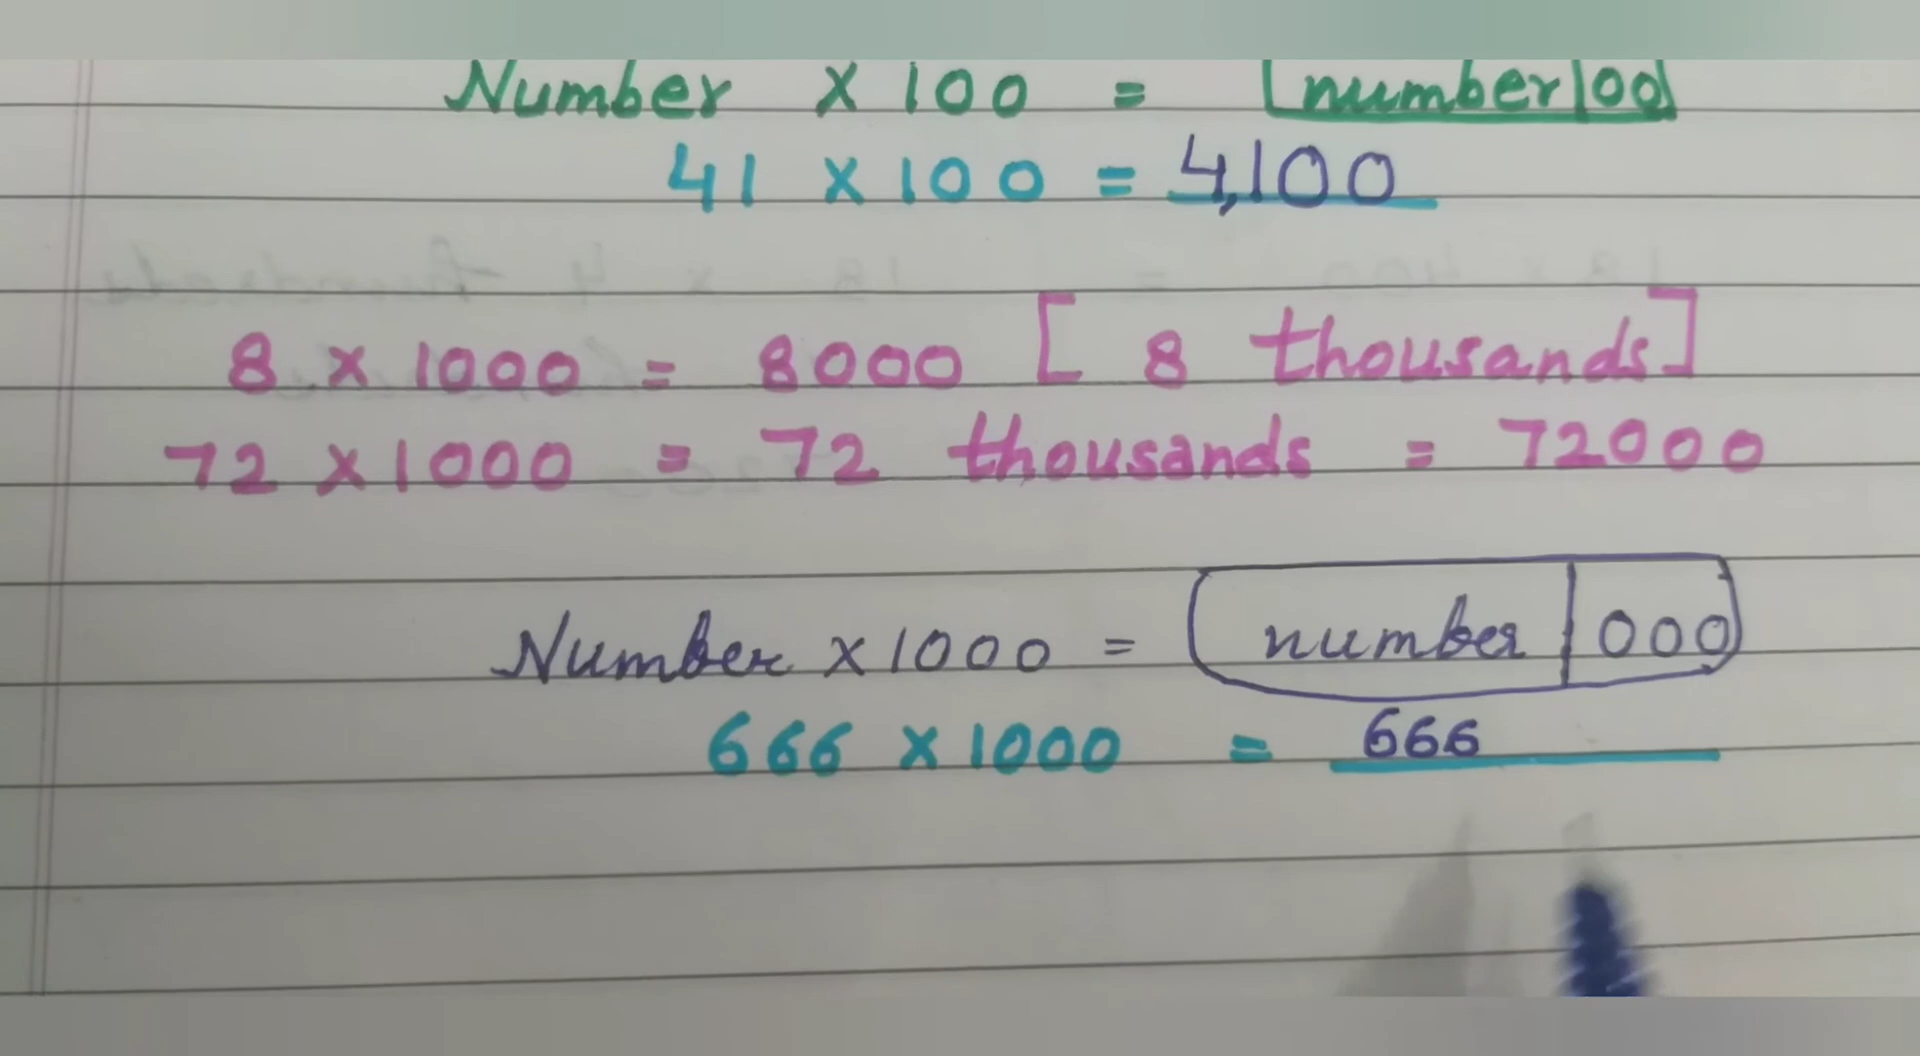 Number × 100 = number|00
41 × 100 = 4,100
8 × 1000 = 8000 [ 8 thousands]
72 × 1000 = 72 thousands = 72000
Number × 1000 = number | 000
666 × 1000 = 666